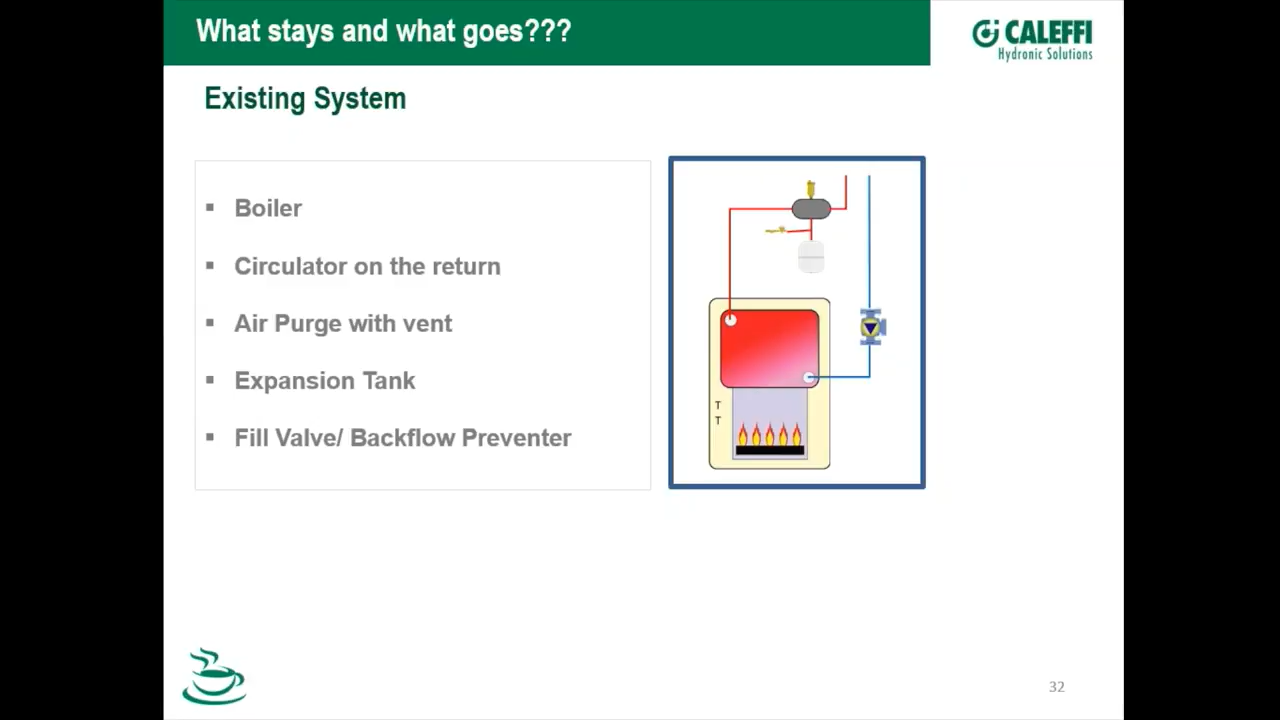 What stays and what goes???
CALEFFI
Hydronic Solutions
Existing System
▪ Boiler
▪ Circulator on the return
▪ Air Purge with vent
▪ Expansion Tank
▪ Fill Valve/ Backflow Preventer
T
T
32